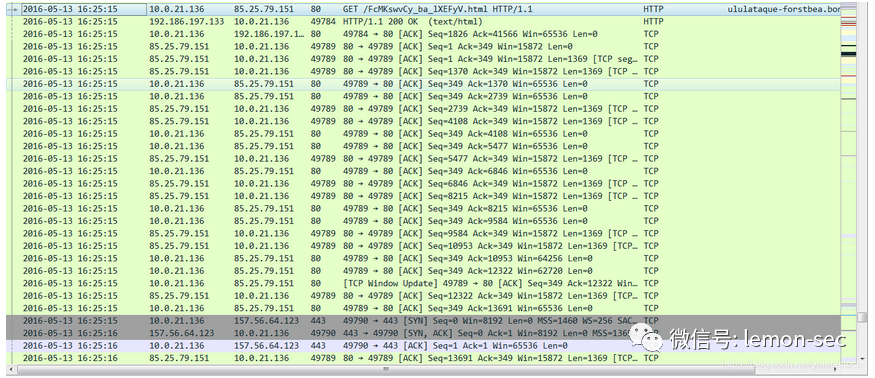 2016-05-13 16:25:15 10.0.21.136 85.25.79.151 80 GET /FcMKswvCy_ba_lXEFyV.html HTTP/1.1 HTTP ululataque-forstbea.bor
2016-05-13 16:25:15 192.186.197.133 10.0.21.136 49784 HTTP/1.1 200 OK (text/html) HTTP
2016-05-13 16:25:15 10.0.21.136 192.186.197.1… 80 49784 → 80 [ACK] Seq=1826 Ack=41566 Win=65536 Len=0 TCP
2016-05-13 16:25:15 85.25.79.151 10.0.21.136 49789 80 → 49789 [ACK] Seq=1 Ack=349 Win=15872 Len=0 TCP
2016-05-13 16:25:15 85.25.79.151 10.0.21.136 49789 80 → 49789 [ACK] Seq=1 Ack=349 Win=15872 Len=1369 [TCP seg… TCP
2016-05-13 16:25:15 85.25.79.151 10.0.21.136 49789 80 → 49789 [ACK] Seq=1370 Ack=349 Win=15872 Len=1369 [TCP … TCP
2016-05-13 16:25:15 10.0.21.136 85.25.79.151 80 49789 → 80 [ACK] Seq=349 Ack=1370 Win=65536 Len=0 TCP
2016-05-13 16:25:15 10.0.21.136 85.25.79.151 80 49789 → 80 [ACK] Seq=349 Ack=2739 Win=65536 Len=0 TCP
2016-05-13 16:25:15 85.25.79.151 10.0.21.136 49789 80 → 49789 [ACK] Seq=2739 Ack=349 Win=15872 Len=1369 [TCP … TCP
2016-05-13 16:25:15 85.25.79.151 10.0.21.136 49789 80 → 49789 [ACK] Seq=4108 Ack=349 Win=15872 Len=1369 [TCP … TCP
2016-05-13 16:25:15 10.0.21.136 85.25.79.151 80 49789 → 80 [ACK] Seq=349 Ack=4108 Win=65536 Len=0 TCP
2016-05-13 16:25:15 10.0.21.136 85.25.79.151 80 49789 → 80 [ACK] Seq=349 Ack=5477 Win=65536 Len=0 TCP
2016-05-13 16:25:15 85.25.79.151 10.0.21.136 49789 80 → 49789 [ACK] Seq=5477 Ack=349 Win=15872 Len=1369 [TCP … TCP
2016-05-13 16:25:15 10.0.21.136 85.25.79.151 80 49789 → 80 [ACK] Seq=349 Ack=6846 Win=65536 Len=0 TCP
2016-05-13 16:25:15 85.25.79.151 10.0.21.136 49789 80 → 49789 [ACK] Seq=6846 Ack=349 Win=15872 Len=1369 [TCP … TCP
2016-05-13 16:25:15 85.25.79.151 10.0.21.136 49789 80 → 49789 [ACK] Seq=8215 Ack=349 Win=15872 Len=1369 [TCP … TCP
2016-05-13 16:25:15 10.0.21.136 85.25.79.151 80 49789 → 80 [ACK] Seq=349 Ack=8215 Win=65536 Len=0 TCP
2016-05-13 16:25:15 10.0.21.136 85.25.79.151 80 49789 → 80 [ACK] Seq=349 Ack=9584 Win=65536 Len=0 TCP
2016-05-13 16:25:15 85.25.79.151 10.0.21.136 49789 80 → 49789 [ACK] Seq=9584 Ack=349 Win=15872 Len=1369 [TCP … TCP
2016-05-13 16:25:15 85.25.79.151 10.0.21.136 49789 80 → 49789 [ACK] Seq=10953 Ack=349 Win=15872 Len=1369 [TCP… TCP
2016-05-13 16:25:15 10.0.21.136 85.25.79.151 80 49789 → 80 [ACK] Seq=349 Ack=10953 Win=64256 Len=0 TCP
2016-05-13 16:25:15 10.0.21.136 85.25.79.151 80 49789 → 80 [ACK] Seq=349 Ack=12322 Win=62720 Len=0 TCP
2016-05-13 16:25:15 10.0.21.136 85.25.79.151 80 [TCP Window Update] 49789 → 80 [ACK] Seq=349 Ack=12322 Win… TCP
2016-05-13 16:25:15 85.25.79.151 10.0.21.136 49789 80 → 49789 [ACK] Seq=12322 Ack=349 Win=15872 Len=1369 [TCP… TCP
2016-05-13 16:25:15 10.0.21.136 85.25.79.151 80 49789 → 80 [ACK] Seq=349 Ack=13691 Win=65536 Len=0 TCP
2016-05-13 16:25:15 10.0.21.136 157.56.64.123 443 49790 → 443 [SYN] Seq=0 Win=8192 Len=0 MSS=1460 WS=256 SAC… TCP
2016-05-13 16:25:16 157.56.64.123 10.0.21.136 49790 443 → 49790 [SYN, ACK] Seq=0 Ack=1 Win=8192 Len=0 MSS=136
2016-05-13 16:25:16 10.0.21.136 157.56.64.123 443 49790 → 443 [ACK] Seq=1 Ack=1 Win=65536 Len=0
2016-05-13 16:25:16 85.25.79.151 10.0.21.136 49789 80 → 49789 [ACK] Seq=13691 Ack=349 Win=15872 Len=1369 [TCP… TCP
微信号: lemon-sec